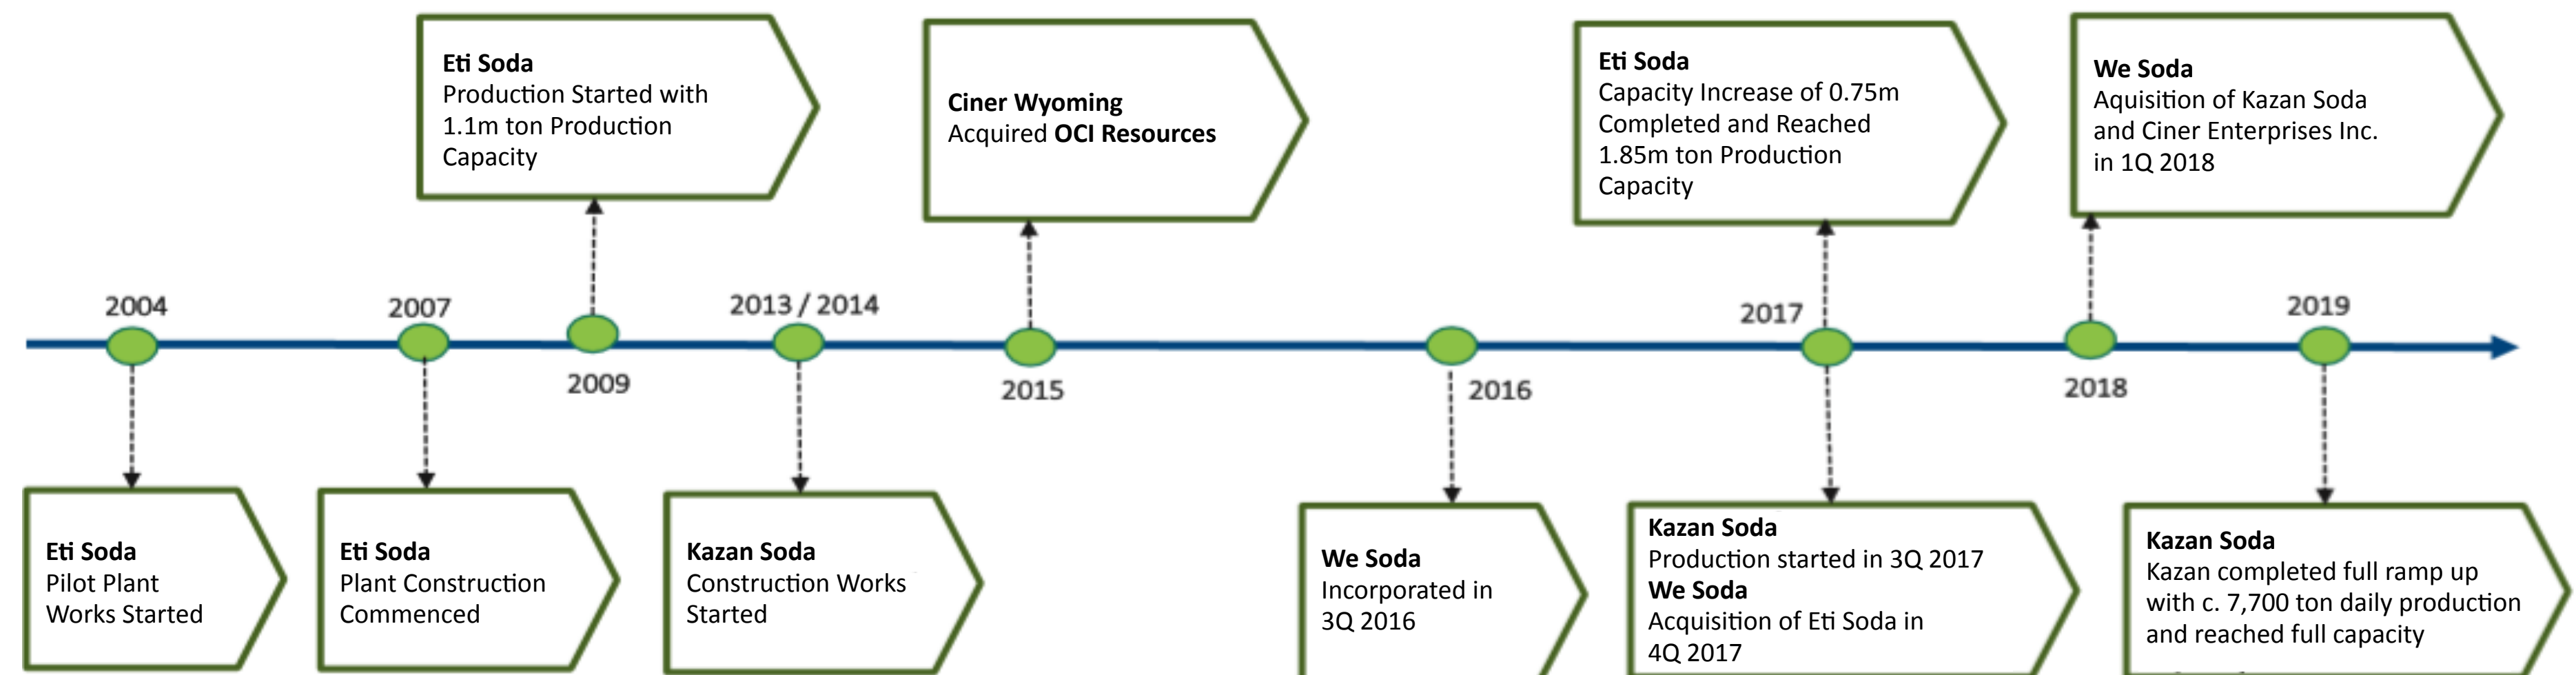 Eti Soda
Production Started with
1.1m ton Production
Capacity
Ciner Wyoming
Acquired OCI Resources
Eti Soda
Capacity Increase of 0.75m
Completed and Reached
1.85m ton Production
Capacity
We Soda
Aquisition of Kazan Soda
and Ciner Enterprises Inc.
in 1Q 2018
2004
2007
2009
2013 / 2014
2015
2016
2017
2018
2019
Eti Soda
Pilot Plant
Works Started
Eti Soda
Plant Construction
Commenced
Kazan Soda
Construction Works
Started
We Soda
Incorporated in
3Q 2016
Kazan Soda
Production started in 3Q 2017
We Soda
Acquisition of Eti Soda in
4Q 2017
Kazan Soda
Kazan completed full ramp up
with c. 7,700 ton daily production
and reached full capacity